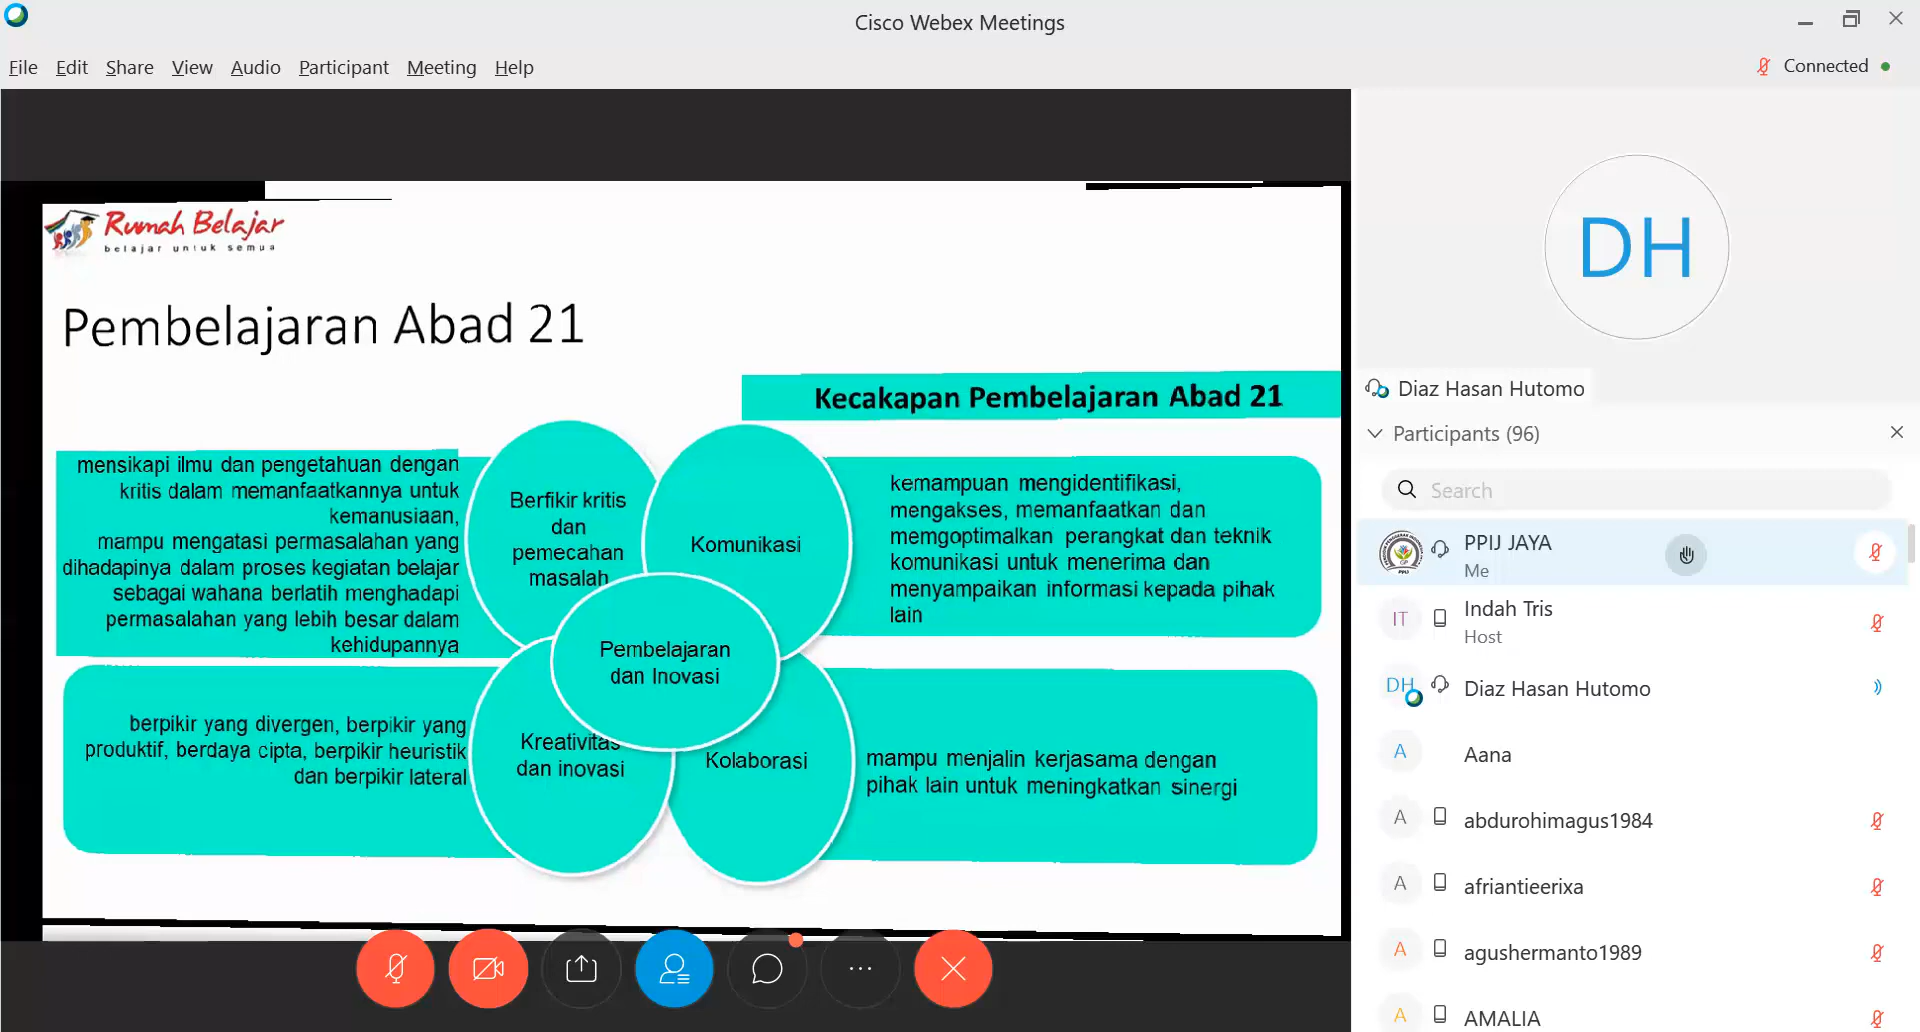 Cisco Webex Meetings
File Edit Share View Audio Participant Meeting Help
Connected
Rumah Belajar
belajar untuk semua
Pembelajaran Abad 21
Kecakapan Pembelajaran Abad 21
mensikapi ilmu dan pengetahuan dengan
kritis dalam memanfaatkannya untuk
kemanusiaan,
mampu mengatasi permasalahan yang
dihadapinya dalam proses kegiatan belajar
sebagai wahana berlatih menghadapi
permasalahan yang lebih besar dalam
kehidupannya
Berfikir kritis
dan
pemecahan
masalah
Komunikasi
kemampuan mengidentifikasi,
mengakses, memanfaatkan dan
memgoptimalkan perangkat dan teknik
komunikasi untuk menerima dan
menyampaikan informasi kepada pihak
lain
Pembelajaran
dan Inovasi
berpikir yang divergen, berpikir yang
produktif, berdaya cipta, berpikir heuristik
dan berpikir lateral
Kreativitas
dan inovasi
Kolaborasi
mampu menjalin kerjasama dengan
pihak lain untuk meningkatkan sinergi
DH
Diaz Hasan Hutomo
Participants (96)
Search
PPIJ JAYA
Me
IT
Indah Tris
Host
DH
Diaz Hasan Hutomo
A
Aana
A
abdurohimagus1984
A
afriantieerixa
A
agushermanto1989
A
AMALIA